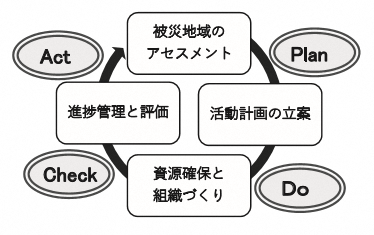 被災地域の
アセスメント
Act
Plan
進捗管理と評価
活動計画の立案
Check
資源確保と
組織づくり
Do